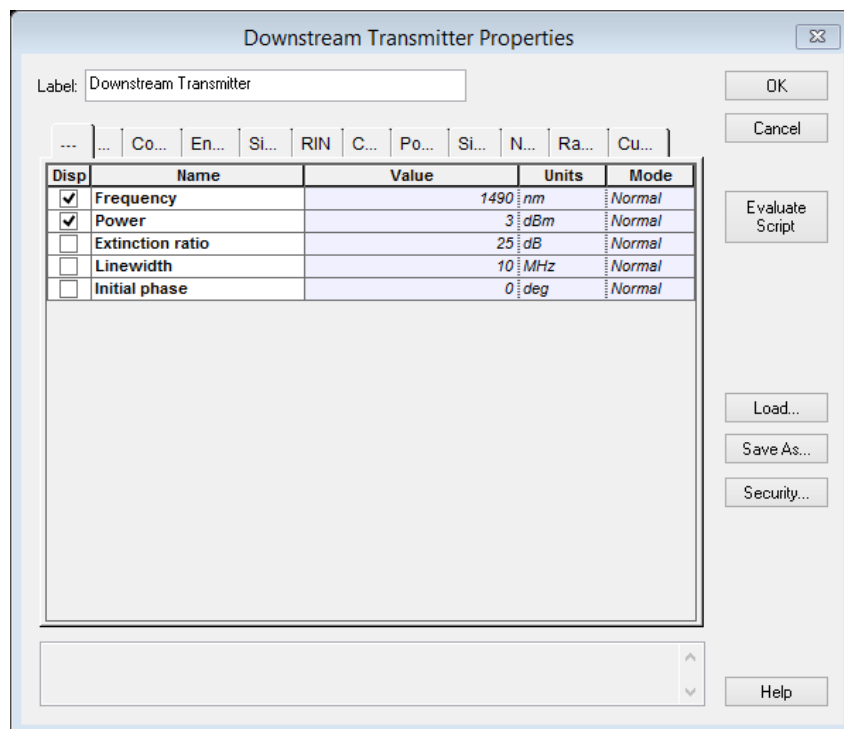 Downstream Transmitter Properties
Label: Downstream Transmitter
OK
Cancel
--- ... Co... En... Si... RIN C... Po... Si... N... Ra... Cu...
Disp Name Value Units Mode
Frequency 1490 nm Normal
Power 3 dBm Normal
Extinction ratio 25 dB Normal
Linewidth 10 MHz Normal
Initial phase 0 deg Normal
Evaluate
Script
Load...
Save As...
Security...
Help